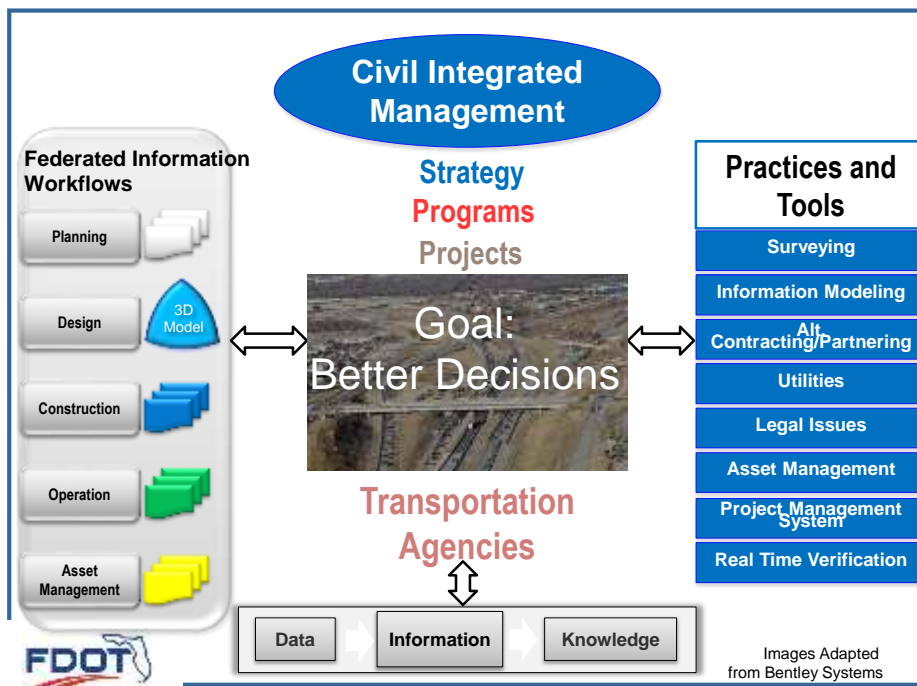 Civil Integrated
Management
Federated Information
Workflows
Planning
Design
3D
Model
Construction
Operation
Asset
Management
Strategy
Programs
Projects
Goal:
Better Decisions
Transportation
Agencies
Data
Information
Knowledge
Practices and
Tools
Surveying
Information Modeling
Alt.
Contracting/Partnering
Utilities
Legal Issues
Asset Management
Project Management
System
Real Time Verification
FDOT
Images Adapted
from Bentley Systems